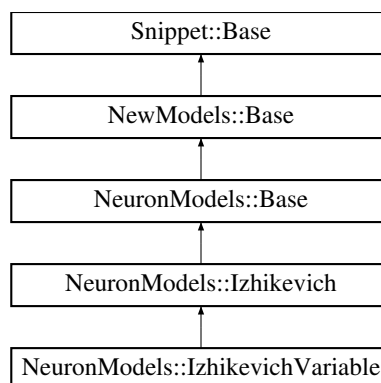 Snippet::Base
NewModels::Base
NeuronModels::Base
NeuronModels::Izhikevich
NeuronModels::IzhikevichVariable